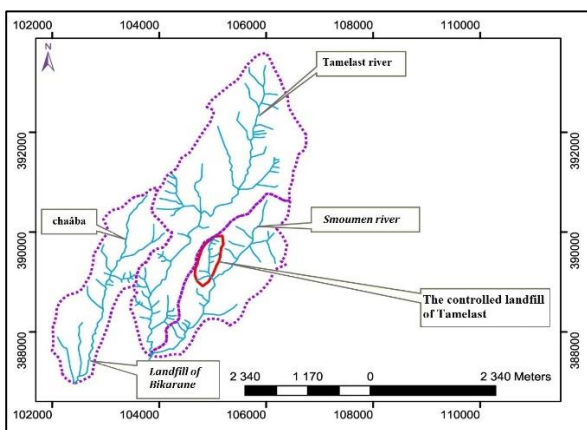 102000 104000 106000 108000 110000
N
Tamelast river
392000
392000
chaâba
Smoumen river
390000
390000
The controlled landfill
of Tamelast
388000
388000
Landfill of
Bikarane
2 340 1 170 0 2 340 Meters
102000 104000 106000 108000 110000